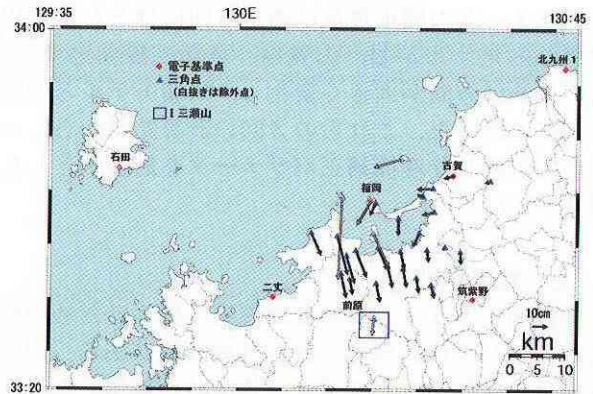 129:35
130E
130:45
34:00
北九州1
電子基準点
三角点
(白抜きは除外点)
I 三瀬山
石田
古賀
福岡
二丈
前原
筑紫野
10cm
km
0 -5 10
33:20